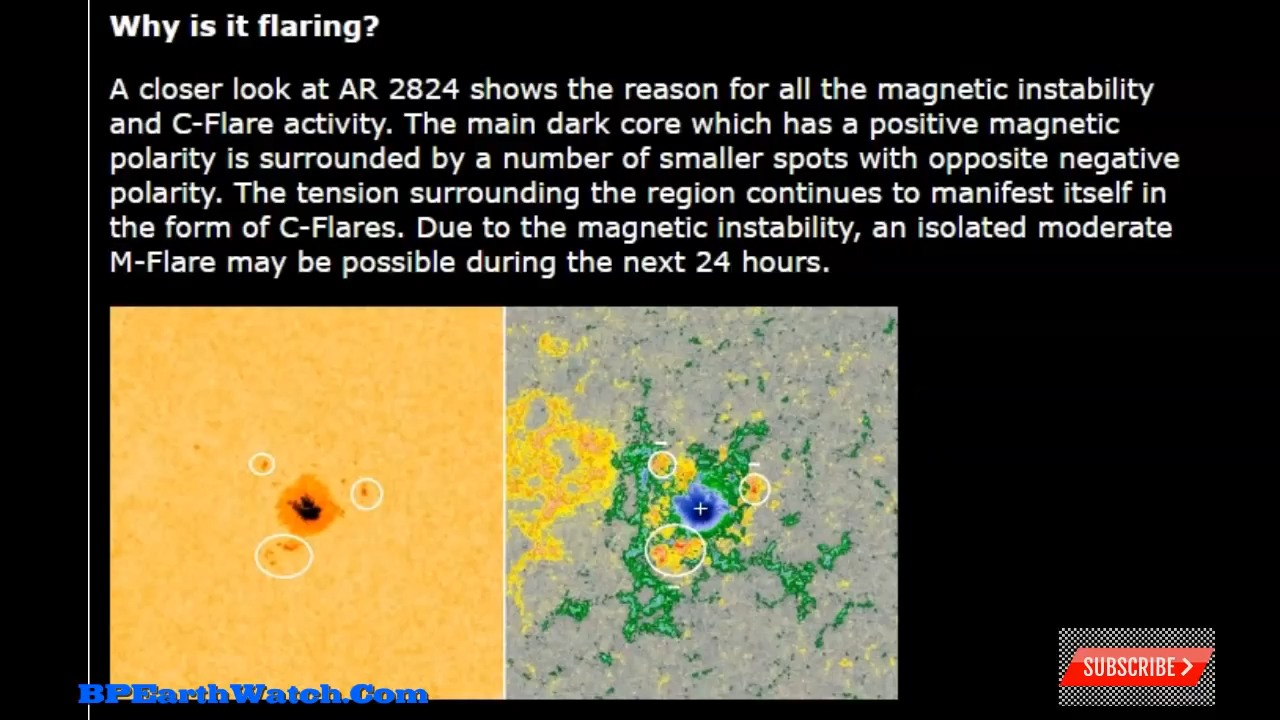 Why is it flaring?
A closer look at AR 2824 shows the reason for all the magnetic instability
and C-Flare activity. The main dark core which has a positive magnetic
polarity is surrounded by a number of smaller spots with opposite negative
polarity. The tension surrounding the region continues to manifest itself in
the form of C-Flares. Due to the magnetic instability, an isolated moderate
M-Flare may be possible during the next 24 hours.
BPEarthWatch.Com
SUBSCRIBE >